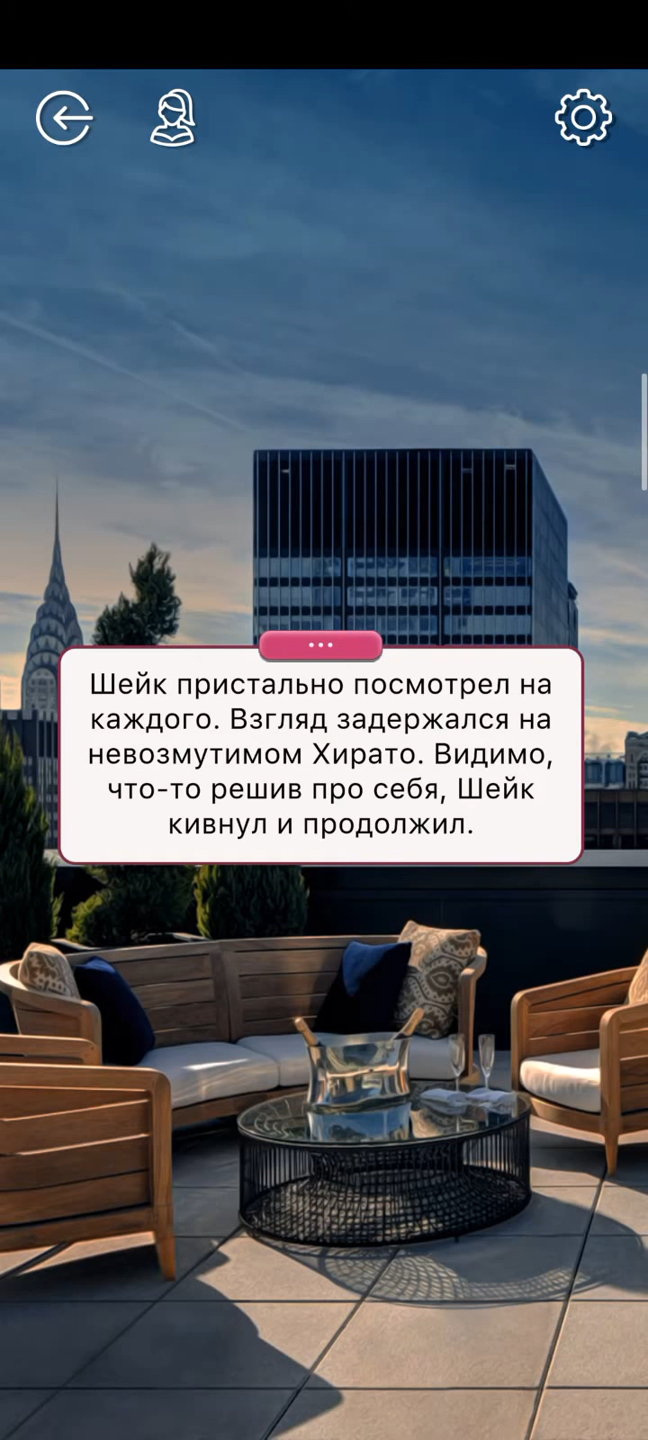 Шейк пристально посмотрел на
каждого. Взгляд задержался на
невозмутимом Хирато. Видимо,
что-то решив про себя, Шейк
кивнул и продолжил.